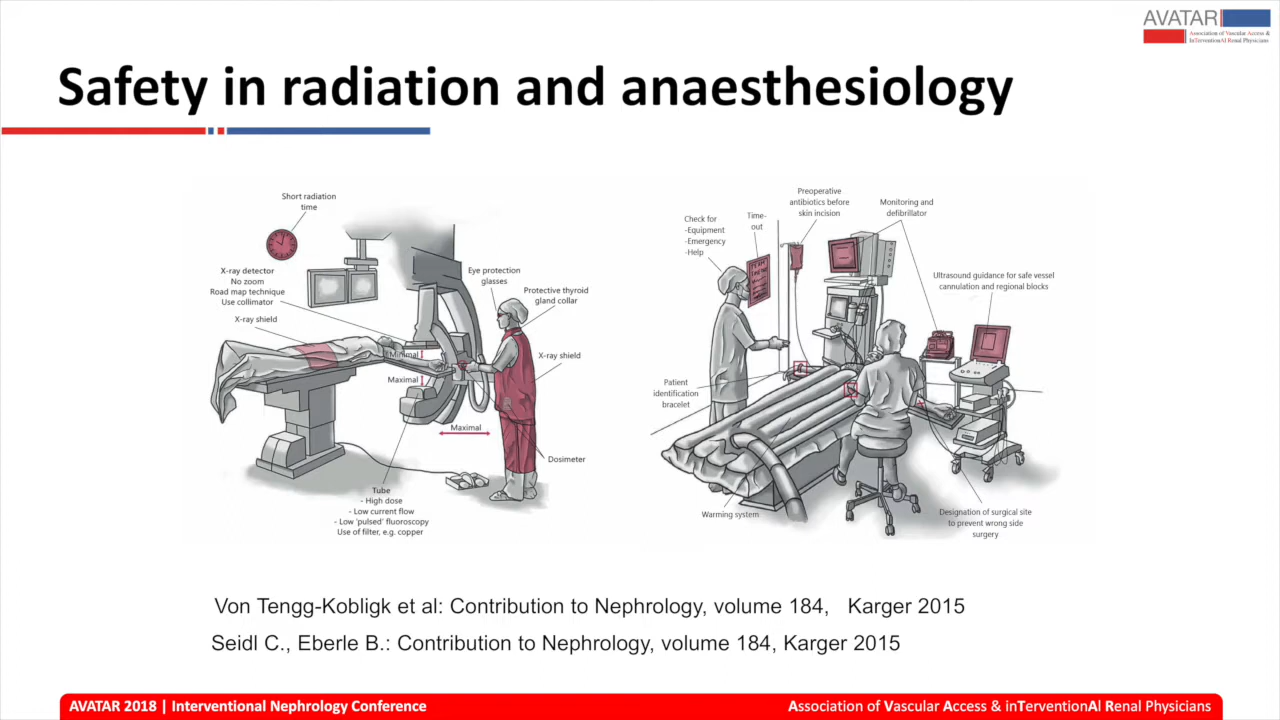 AVATAR
Association of Vascular Access &
InTerventionAl Renal Physicians
Safety in radiation and anaesthesiology
Short radiation
time
X-ray detector
No zoom
Road map technique
Use collimator
X-ray shield
Eye protection
glasses
Protective thyroid
gland collar
Minimal
Maximal
X-ray shield
Maximal
Dosimeter
Tube
- High dose
- Low current flow
- Low 'pulsed' fluoroscopy
Use of filter, e.g. copper
Check for
-Equipment
-Emergency
-Help
Time-
out
Preoperative
antibiotics before
skin incision
Monitoring and
defibrillator
Ultrasound guidance for safe vessel
cannulation and regional blocks
Patient
identification
bracelet
Warming system
Designation of surgical site
to prevent wrong side
surgery
Von Tengg-Kobligk et al: Contribution to Nephrology, volume 184, Karger 2015
Seidl C., Eberle B.: Contribution to Nephrology, volume 184, Karger 2015
AVATAR 2018 | Interventional Nephrology Conference
Association of Vascular Access & inTerventionAl Renal Physicians